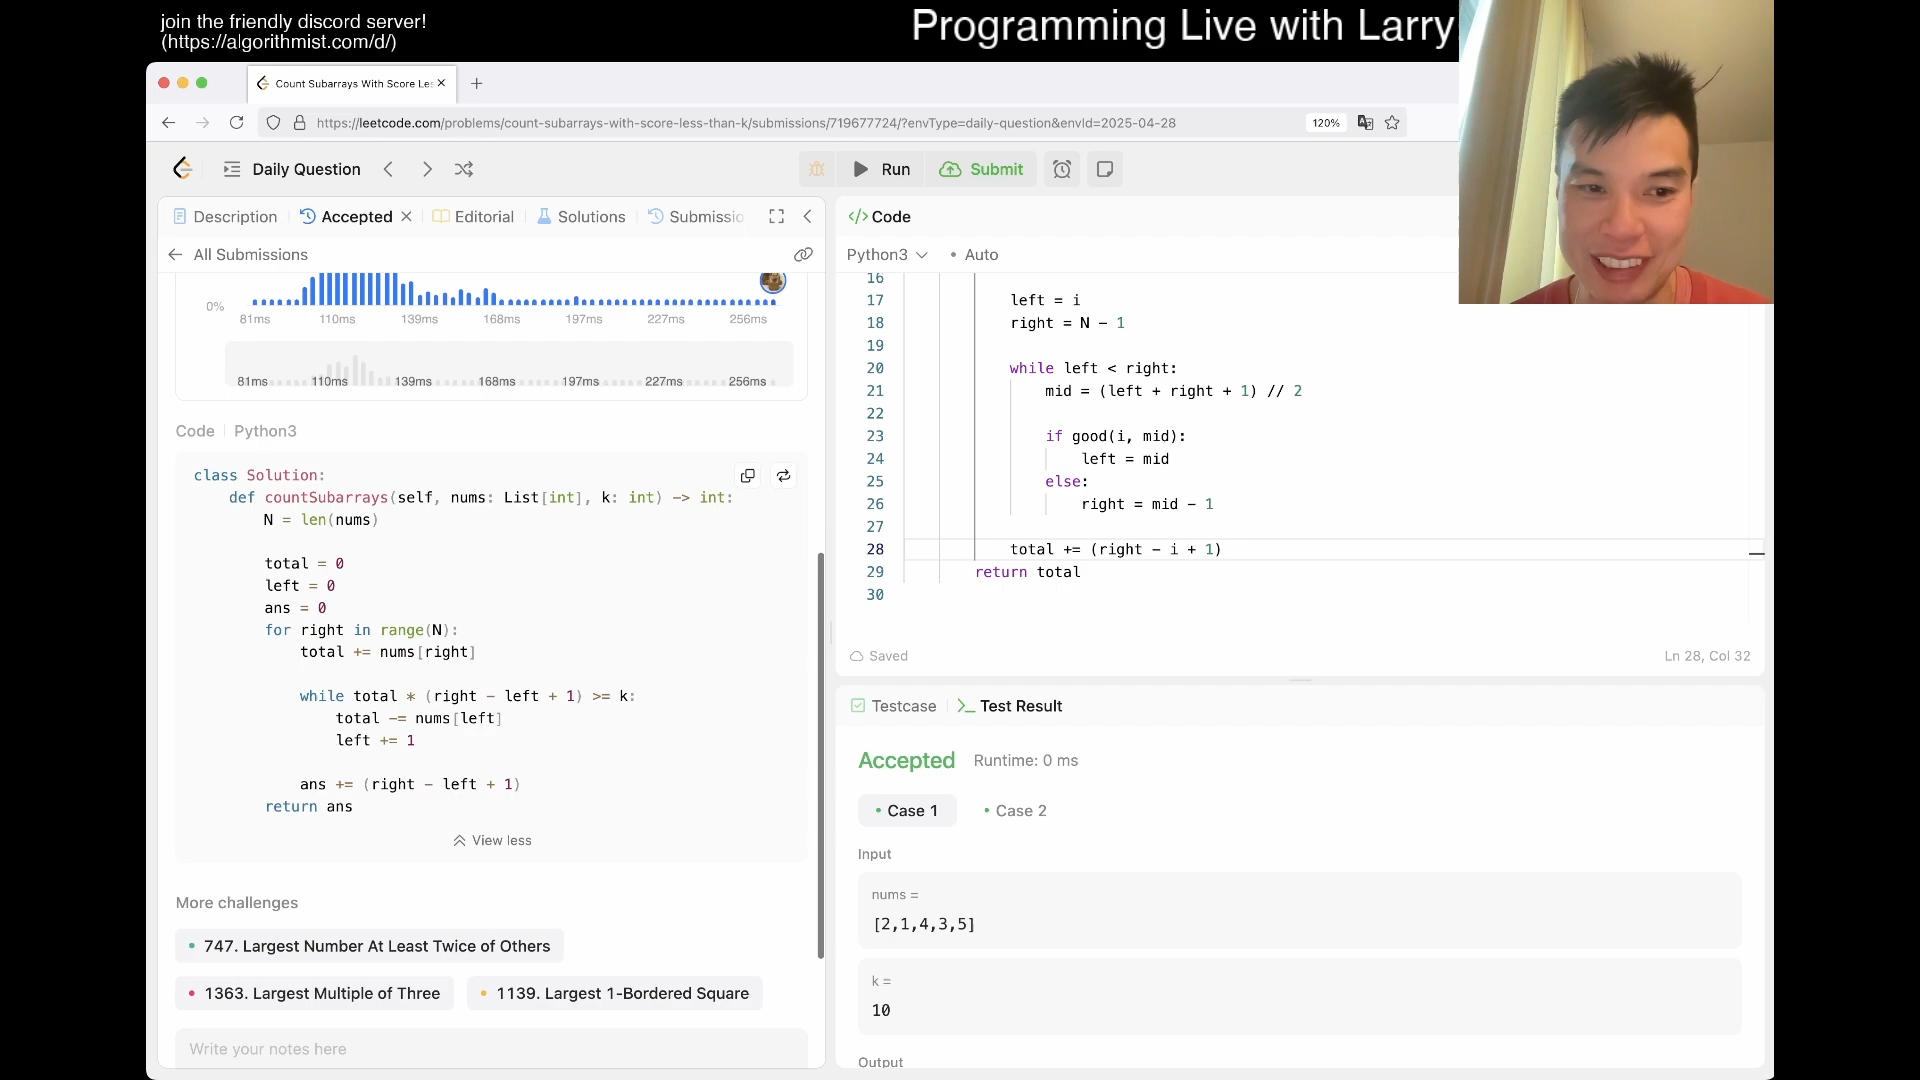 join the friendly discord server!
(https://algorithmist.com/d/)
Programming Live with Larry
Count Subarrays With Score Les
https://leetcode.com/problems/count-subarrays-with-score-less-than-k/submissions/719677724/?envType=daily-question&envId=2025-04-28
120%
Daily Question
Run
Submit
Description
Accepted
Editorial
Solutions
Submissio
All Submissions
0%
81ms 110ms 139ms 168ms 197ms 227ms 256ms
81ms 110ms 139ms 168ms 197ms 227ms 256ms
Code
Python3
class Solution:
    def countSubarrays(self, nums: List[int], k: int) -> int:
        N = len(nums)
        total = 0
        left = 0
        ans = 0
        for right in range(N):
            total += nums[right]
            while total * (right - left + 1) >= k:
                total -= nums[left]
                left += 1
            ans += (right - left + 1)
        return ans
View less
More challenges
747. Largest Number At Least Twice of Others
1363. Largest Multiple of Three
1139. Largest 1-Bordered Square
Write your notes here
</> Code
Python3
• Auto
16
17 left = i
18 right = N - 1
19
20 while left < right:
21 mid = (left + right + 1) // 2
22
23 if good(i, mid):
24 left = mid
25 else:
26 right = mid - 1
27
28 total += (right - i + 1)
29 return total
30
Saved
Ln 28, Col 32
Testcase
>_ Test Result
Accepted
Runtime: 0 ms
• Case 1
• Case 2
Input
nums =
[2,1,4,3,5]
k =
10
Output